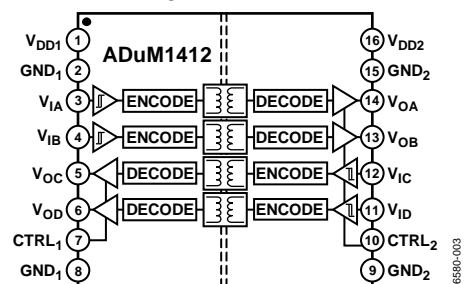 ADuM1412
VDD1 1 16 VDD2
GND1 2 15 GND2
VIA 3 ENCODE DECODE 14 VOA
VIB 4 ENCODE DECODE 13 VOB
VOC 5 DECODE ENCODE 12 VIC
VOD 6 DECODE ENCODE 11 VID
CTRL1 7 10 CTRL2
GND1 8 9 GND2
6580-003